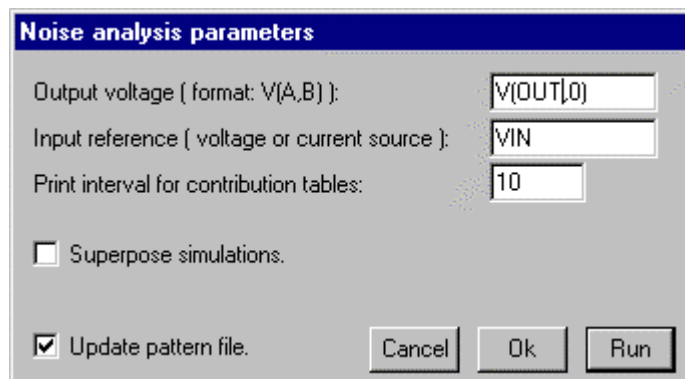 Noise analysis parameters
Output voltage ( format: V(A,B) ): V(OUT,0)
Input reference ( voltage or current source ): VIN
Print interval for contribution tables: 10
Superpose simulations.
Update pattern file. Cancel Ok Run